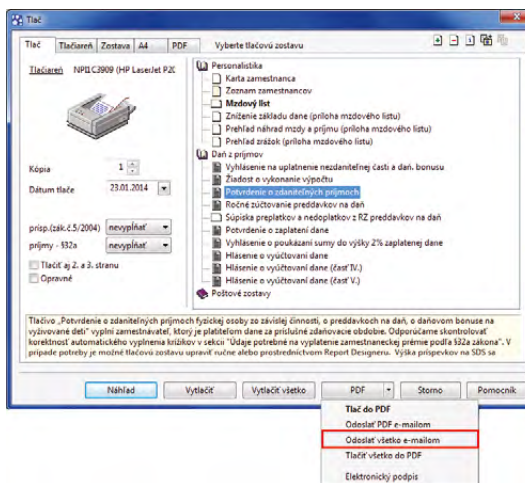 Tlač
Tlač Tlačiareň Zostava A4 PDF Vyberte tlačovú zostavu
Tlačiareň NPI1C3909 (HP LaserJet P20
Kópia 1
Dátum tlače 23.01.2014
prísp.(zák.č.5/2004) nevypĺňať
príjmy - §32a nevypĺňať
Tlačiť aj 2. a 3. stranu
Opravné
Personalistika
Karta zamestnanca
Zoznam zamestnancov
Mzdový list
Zníženie základu dane (príloha mzdového listu)
Prehľad náhrad mzdy a príjmu (príloha mzdového listu)
Prehľad zrážok (príloha mzdového listu)
Daň z príjmov
Vyhlásenie na uplatnenie nezdaniteľnej časti a daň. bonusu
Žiadosť o vykonanie výpočtu
Potvrdenie o zdaniteľných príjmoch
Ročné zúčtovanie preddavkov na daň
Súpiska preplatkov a nedoplatkov z RZ preddavkov na daň
Potvrdenie o zaplatení dane
Vyhlásenie o poukázaní sumy do výšky 2% zaplatenej dane
Hlásenie o vyúčtovaní dane
Hlásenie o vyúčtovaní dane (časť IV.)
Hlásenie o vyúčtovaní dane (časť V.)
Poštové zostavy
Tlačivo „Potvrdenie o zdaniteľných príjmoch fyzickej osoby zo závislej činnosti, o preddavkoch na daň, o daňovom bonuse na
vyživované deti" vyplní zamestnávateľ, ktorý je platiteľom dane za príslušné zdaňovacie obdobie. Odporúčame skontrolovať
korektnosť automatického vyplnenia krížikov v sekcii "Údaje potrebné na vyplatenie zamestnaneckej prémie podľa §32a zákona". V
prípade potreby je možné tlačovú zostavu upraviť ručne alebo prostredníctvom Report Designeru. Výška príspevkov na SDS sa
Náhľad Vytlačiť Vytlačiť všetko PDF Storno Pomocník
Tlač do PDF
Odoslať PDF e-mailom
Odoslať všetko e-mailom
Tlačiť všetko do PDF
Elektronický podpis